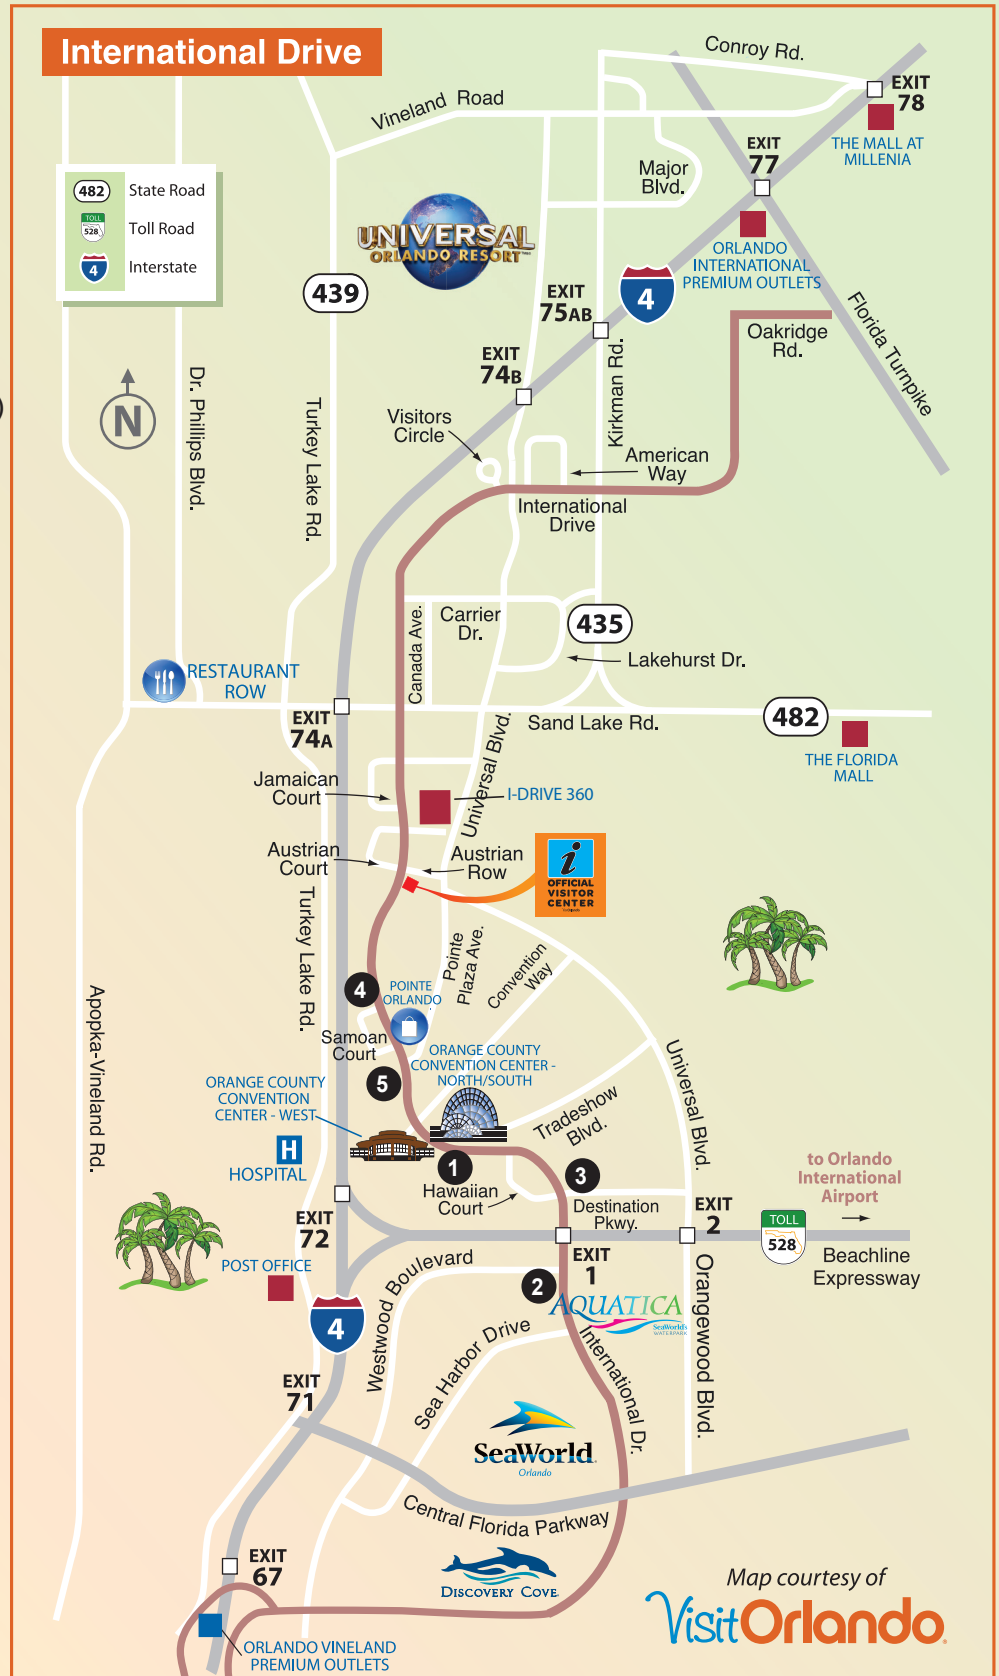 International Drive
Conroy Rd.
EXIT
78
Vineland Road
THE MALL AT
MILLENIA
EXIT
77
Major
Blvd.
482 State Road
TOLL
528
Toll Road
4 Interstate
UNIVERSAL
ORLANDO RESORT
ORLANDO
INTERNATIONAL
PREMIUM OUTLETS
439
EXIT
75AB
4
Oakridge
Rd.
Florida Turnpike
EXIT
74B
Kirkman Rd.
N
Dr. Phillips Blvd.
Turkey Lake Rd.
Visitors
Circle
American
Way
International
Drive
Canada Ave.
Carrier
Dr.
435
Lakehurst Dr.
RESTAURANT
ROW
EXIT
74A
Sand Lake Rd.
482
THE FLORIDA
MALL
Universal Blvd.
Jamaican
Court
I-DRIVE 360
Austrian
Court
Austrian
Row
i
OFFICIAL
VISITOR
CENTER
Turkey Lake Rd.
Pointe
Plaza Ave.
Convention
Way
4
POINTE
ORLANDO
Apopka-Vineland Rd.
Samoan
Court
ORANGE COUNTY
CONVENTION CENTER -
NORTH/SOUTH
Universal Blvd.
5
ORANGE COUNTY
CONVENTION
CENTER - WEST
Tradeshow
Blvd.
H
HOSPITAL
1
Hawaiian
Court
3
Destination
Pkwy.
to Orlando
International
Airport
EXIT
72
EXIT
2
TOLL
528
Beachline
Expressway
POST OFFICE
Westwood Boulevard
EXIT
1
2
AQUATICA
SeaWorld's
WATERPARK
4
Orangewood Blvd.
Sea Harbor Drive
International Dr.
EXIT
71
SeaWorld
Orlando
Central Florida Parkway
EXIT
67
DISCOVERY COVE
Map courtesy of
VisitOrlando
ORLANDO VINELAND
PREMIUM OUTLETS